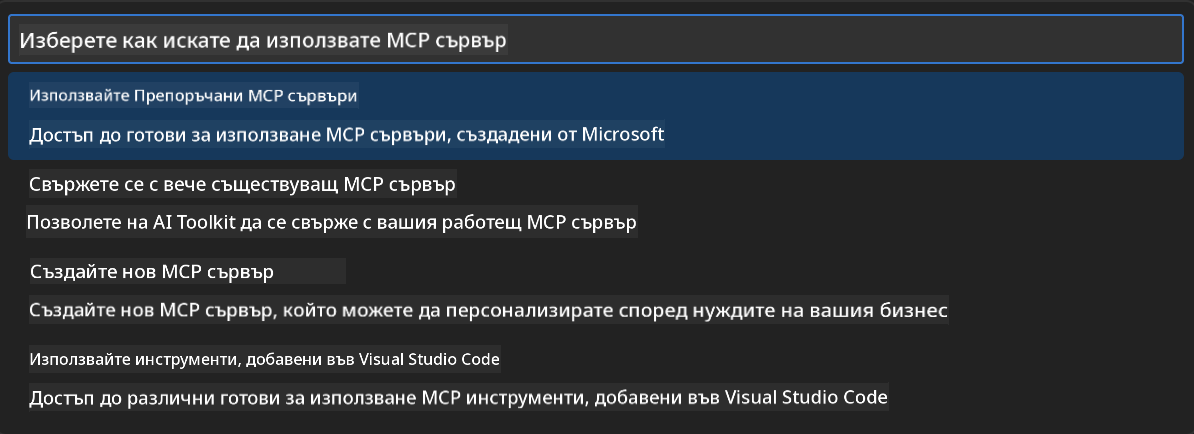 Изберете как искате да използвате MCP сървър
Използвайте Препоръчани MCP сървъри
Достъп до готови за използване MCP сървъри, създадени от Microsoft
Свържете се с вече съществуващ MCP сървър
Позволете на AI Toolkit да се свърже с вашия работещ MCP сървър
Създайте нов MCP сървър
Създайте нов MCP сървър, който можете да персонализирате според нуждите на вашия бизнес
Използвайте инструменти, добавени във Visual Studio Code
Достъп до различни готови за използване MCP инструменти, добавени във Visual Studio Code